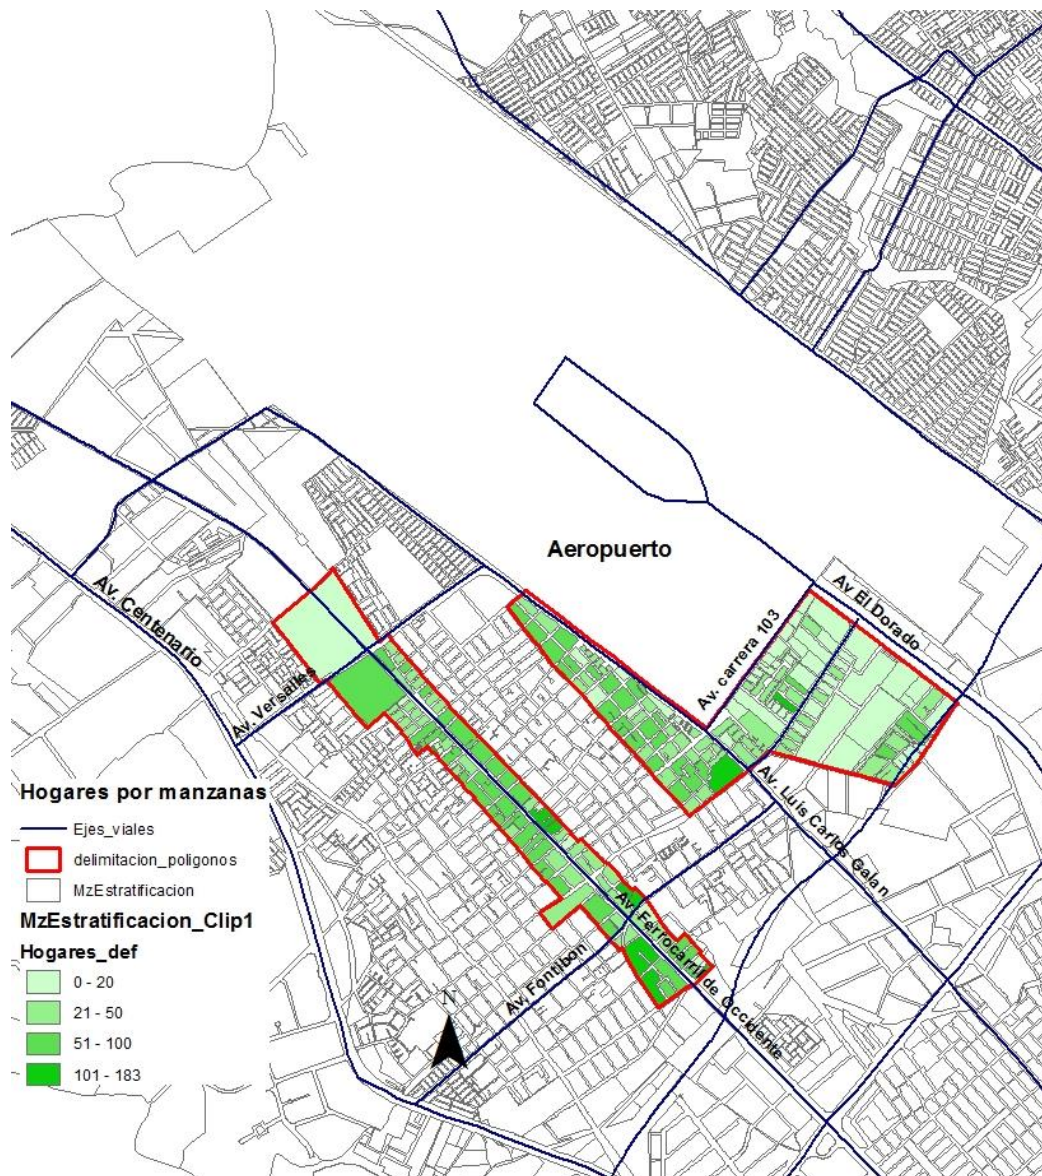 Aeropuerto
Av El Dorado
Av. carrera 103
Av. Centenario
Av. Versalles
Av. Luis Carlos Galan
Av. Ferrocarril de Occidente
Av. Fontibon
N
Hogares por manzanas
Ejes_viales
delimitacion_poligonos
MzEstratificacion
MzEstratificacion_Clip1
Hogares_def
0 - 20
21 - 50
51 - 100
101 - 183